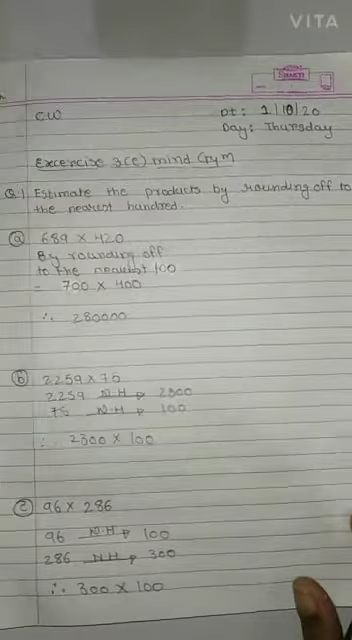 VITA
CW
Dt: 1/10/20
Day: Thursday
Excencise 3(c) mind Gym
Q.1 Estimate the products by rounding off to
the nearest hundred.
(a) 689 × 420
By rounding off
to the nearest 100
= 700 × 400
∴ 280000
(b) 2259 × 75
2259 N.H → 2300
75 N.H → 100
∴ 2300 × 100
(c) 96 × 286
96 N.H → 100
286 N.H → 300
∴ 300 × 100